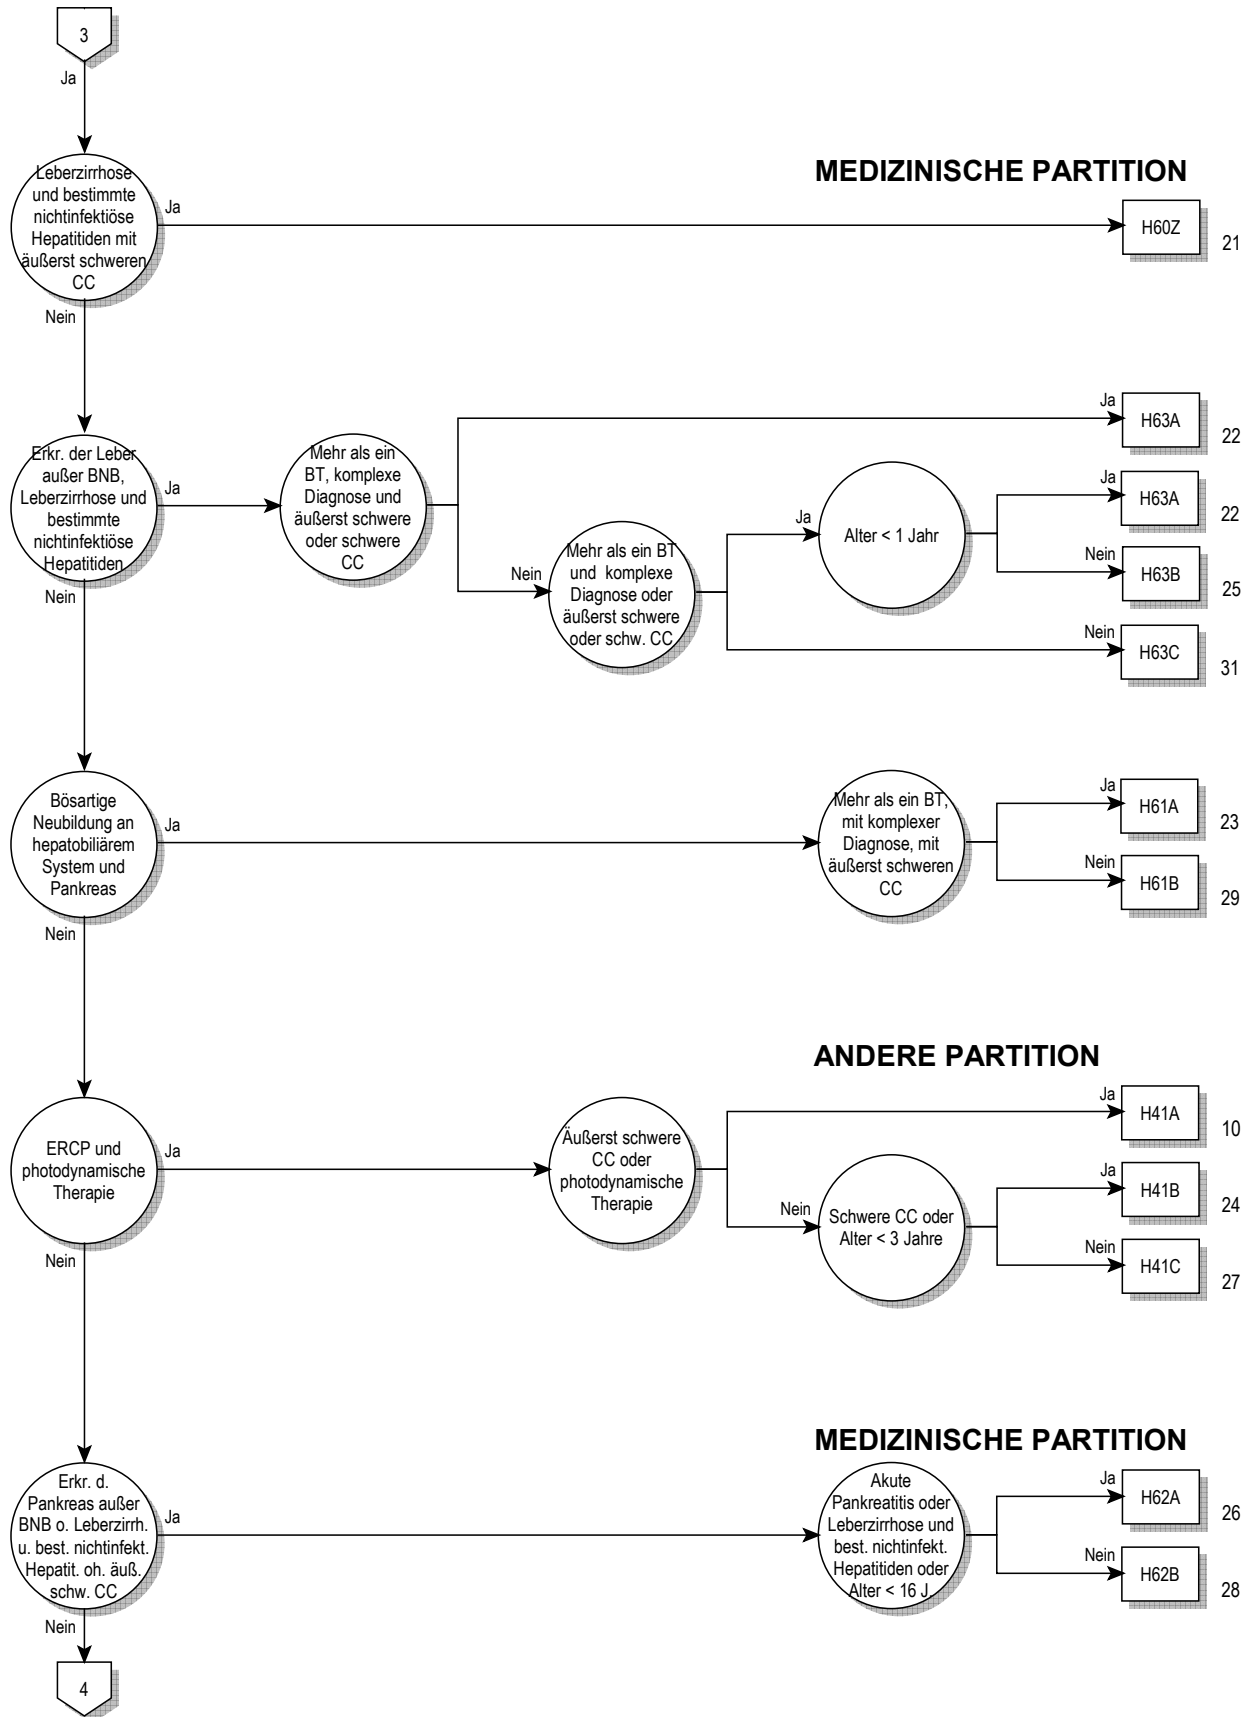 3
Ja
Leberzirrhose
und bestimmte
nichtinfektiöse
Hepatitiden mit
äußerst schweren
CC
Ja
MEDIZINISCHE PARTITION
H60Z
21
Nein
Erkr. der Leber
außer BNB,
Leberzirrhose und
bestimmte
nichtinfektiöse
Hepatitiden
Ja
Mehr als ein
BT, komplexe
Diagnose und
äußerst schwere
oder schwere
CC
Ja
H63A
22
Nein
Mehr als ein BT
und komplexe
Diagnose oder
äußerst schwere
oder schw. CC
Ja
Alter < 1 Jahr
Ja
H63A
22
Nein
H63B
25
Nein
H63C
31
Nein
Bösartige
Neubildung an
hepatobiliärem
System und
Pankreas
Ja
Mehr als ein BT,
mit komplexer
Diagnose, mit
äußerst schweren
CC
Ja
H61A
23
Nein
H61B
29
Nein
ANDERE PARTITION
ERCP und
photodynamische
Therapie
Ja
Äußerst schwere
CC oder
photodynamische
Therapie
Ja
H41A
10
Nein
Schwere CC oder
Alter < 3 Jahre
Ja
H41B
24
Nein
H41C
27
Nein
MEDIZINISCHE PARTITION
Erkr. d.
Pankreas außer
BNB o. Leberzirrh.
u. best. nichtinfekt.
Hepatit. oh. äuß.
schw. CC
Ja
Akute
Pankreatitis oder
Leberzirrhose und
best. nichtinfekt.
Hepatitiden oder
Alter < 16 J.
Ja
H62A
26
Nein
H62B
28
Nein
4